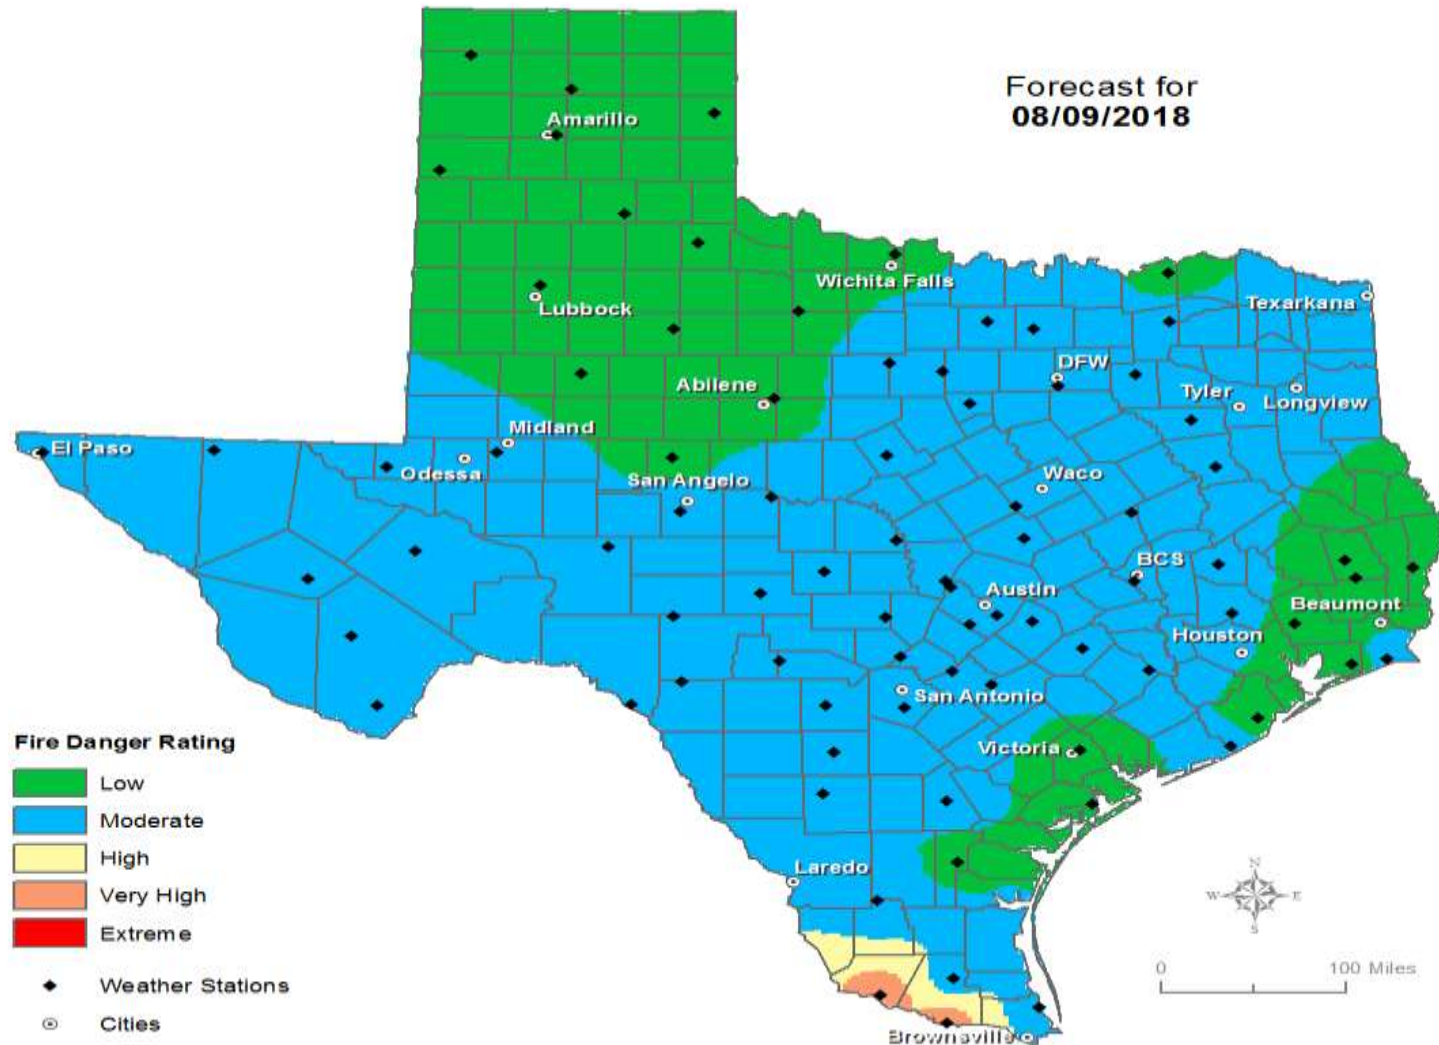 Forecast for
08/09/2018
Amarillo
Wichita Falls
Lubbock
Texarkana
DFW
Abilene
Tyler
Longview
Midland
El Paso
Odessa
San Angelo
Waco
BCS
Austin
Beaumont
Houston
San Antonio
Victoria
Fire Danger Rating
Low
Moderate
High
Very High
Extreme
Weather Stations
Cities
Laredo
Brownsville
N
W E
S
0 100 Miles